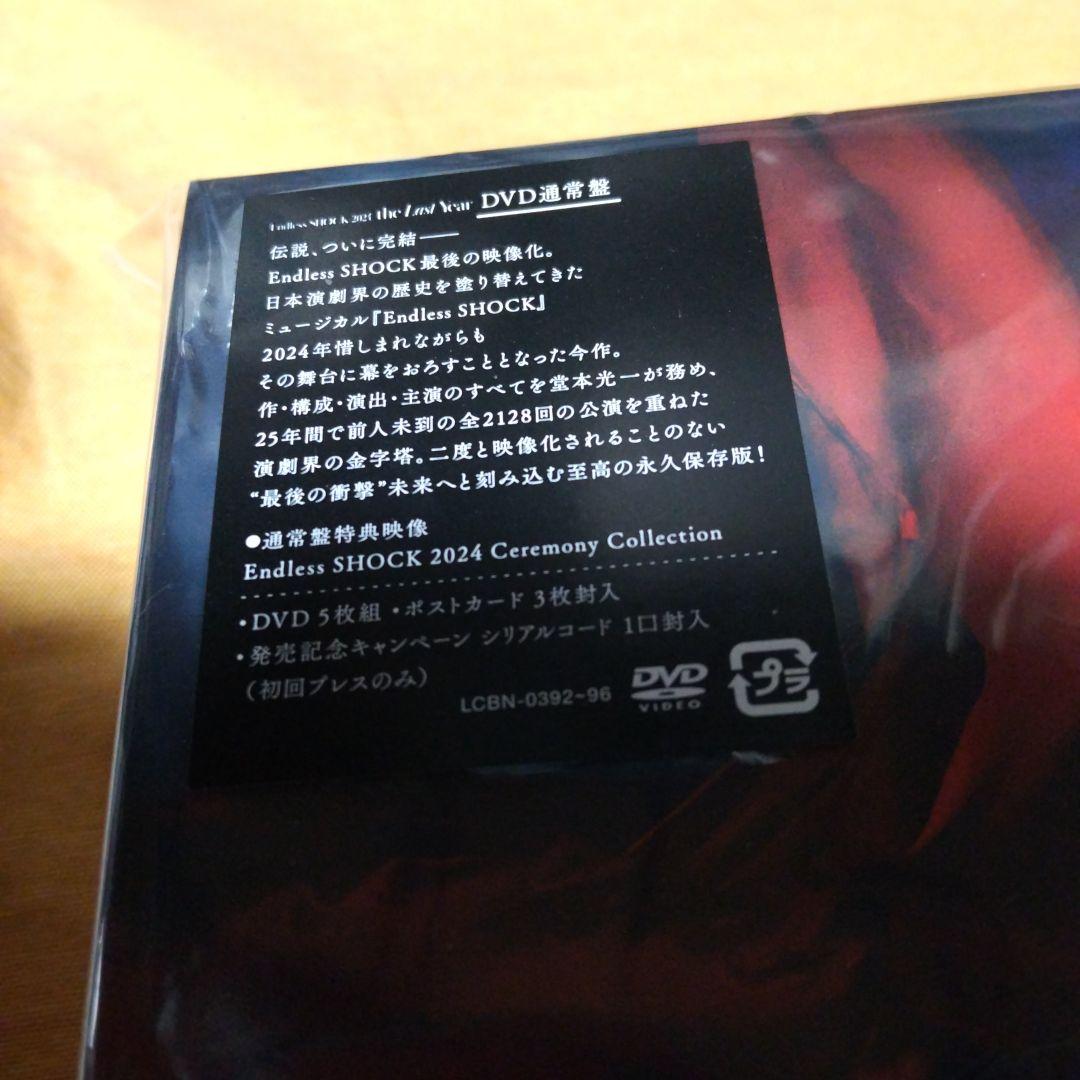 Endless SHOCK 2024 the Last Year DVD通常盤
伝説、ついに完結――
Endless SHOCK最後の映像化。
日本演劇界の歴史を塗り替えてきた
ミュージカル『Endless SHOCK』
2024年惜しまれながらも
その舞台に幕をおろすこととなった今作。
作・構成・演出・主演のすべてを堂本光一が務め、
25年間で前人未到の全2128回の公演を重ねた
演劇界の金字塔。二度と映像化されることのない
“最後の衝撃”未来へと刻み込む至高の永久保存版！
●通常盤特典映像
Endless SHOCK 2024 Ceremony Collection
・DVD 5枚組 ・ポストカード 3枚封入
・発売記念キャンペーン シリアルコード 1口封入
（初回プレスのみ）
LCBN-0392~96
DVD
VIDEO
プラ